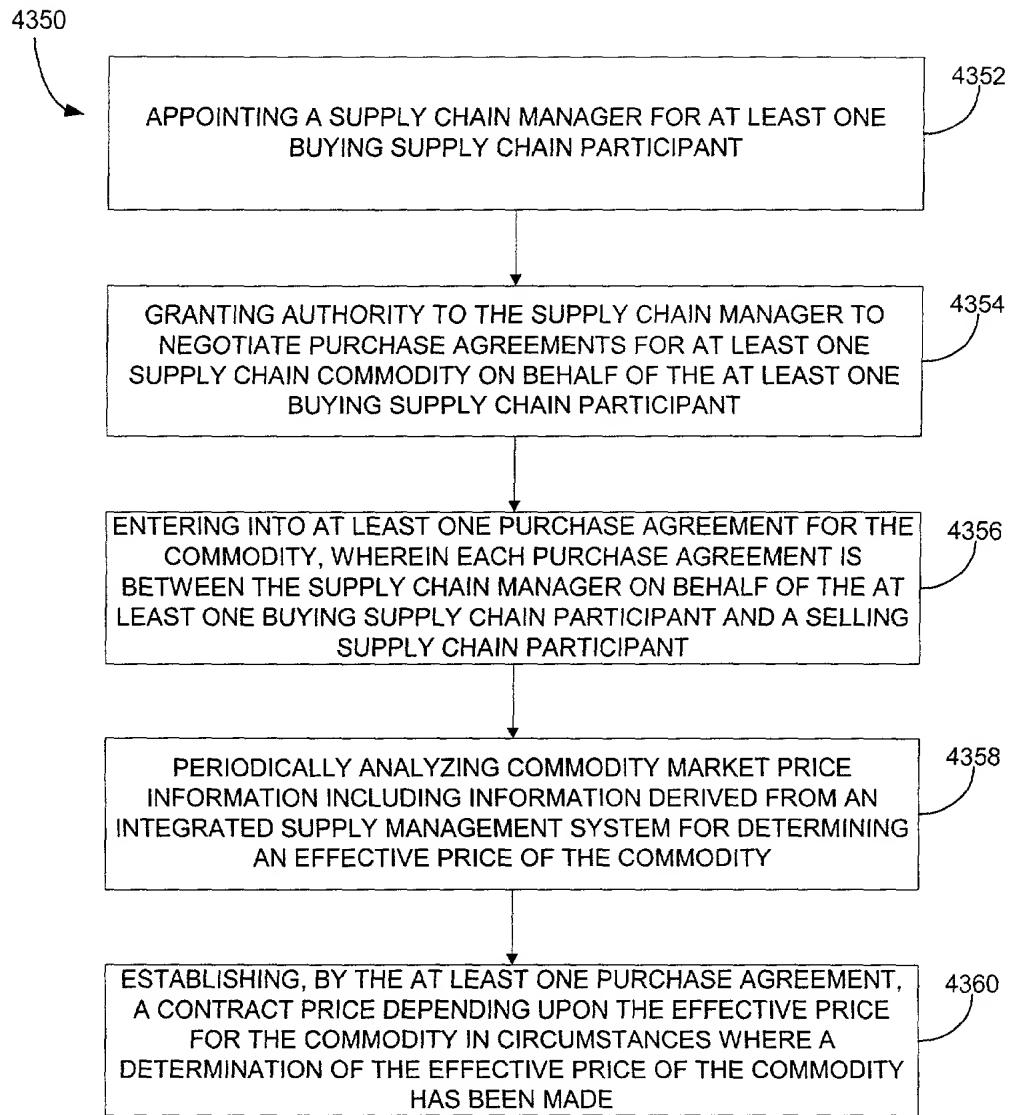 4350
4352
APPOINTING A SUPPLY CHAIN MANAGER FOR AT LEAST ONE
BUYING SUPPLY CHAIN PARTICIPANT
4354
GRANTING AUTHORITY TO THE SUPPLY CHAIN MANAGER TO
NEGOTIATE PURCHASE AGREEMENTS FOR AT LEAST ONE
SUPPLY CHAIN COMMODITY ON BEHALF OF THE AT LEAST ONE
BUYING SUPPLY CHAIN PARTICIPANT
4356
ENTERING INTO AT LEAST ONE PURCHASE AGREEMENT FOR THE
COMMODITY, WHEREIN EACH PURCHASE AGREEMENT IS
BETWEEN THE SUPPLY CHAIN MANAGER ON BEHALF OF THE AT
LEAST ONE BUYING SUPPLY CHAIN PARTICIPANT AND A SELLING
SUPPLY CHAIN PARTICIPANT
4358
PERIODICALLY ANALYZING COMMODITY MARKET PRICE
INFORMATION INCLUDING INFORMATION DERIVED FROM AN
INTEGRATED SUPPLY MANAGEMENT SYSTEM FOR DETERMINING
AN EFFECTIVE PRICE OF THE COMMODITY
4360
ESTABLISHING, BY THE AT LEAST ONE PURCHASE AGREEMENT,
A CONTRACT PRICE DEPENDING UPON THE EFFECTIVE PRICE
FOR THE COMMODITY IN CIRCUMSTANCES WHERE A
DETERMINATION OF THE EFFECTIVE PRICE OF THE COMMODITY
HAS BEEN MADE